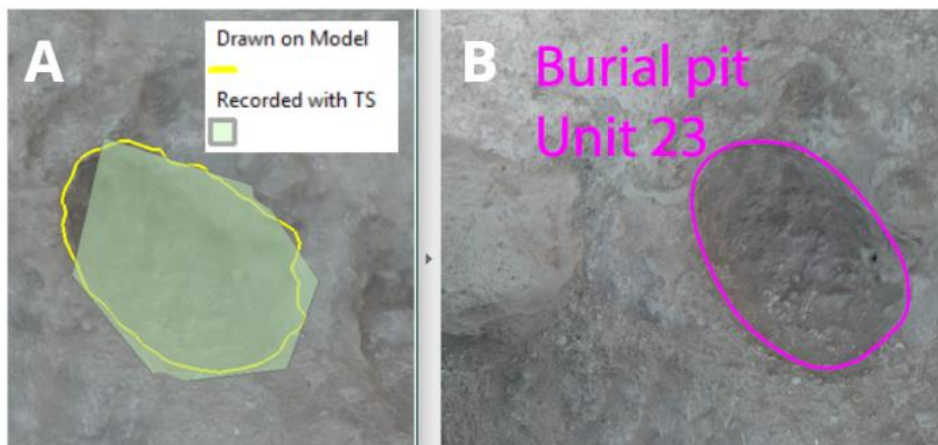 A
Drawn on Model
Recorded with TS
B
Burial pit
Unit 23